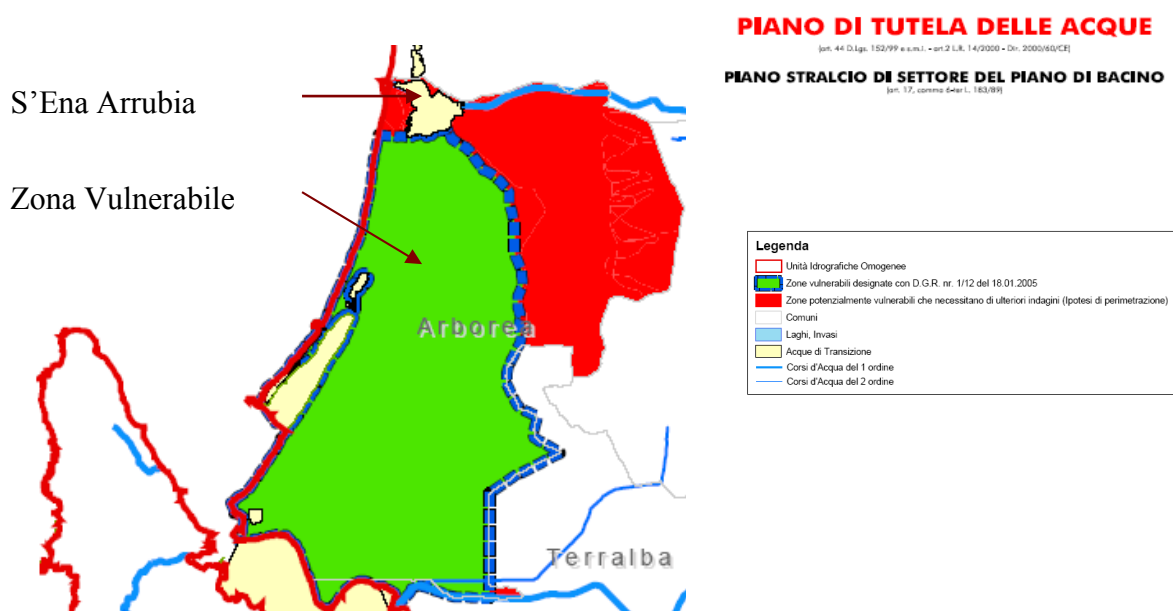 PIANO DI TUTELA DELLE ACQUE
(art. 44 D.Lgs. 152/99 e s.m.i. - art.2 L.R. 14/2000 - Dir. 2000/60/CE)
PIANO STRALCIO DI SETTORE DEL PIANO DI BACINO
(art. 17, comma 6-ter L. 183/89)
S'Ena Arrubia
Zona Vulnerabile
Arborea
Terralba
Legenda
Unità Idrografiche Omogenee
Zone vulnerabili designate con D.G.R. nr. 1/12 del 18.01.2005
Zone potenzialmente vulnerabili che necessitano di ulteriori indagini (Ipotesi di perimetrazione)
Comuni
Laghi, Invasi
Acque di Transizione
Corsi d'Acqua del 1 ordine
Corsi d'Acqua del 2 ordine